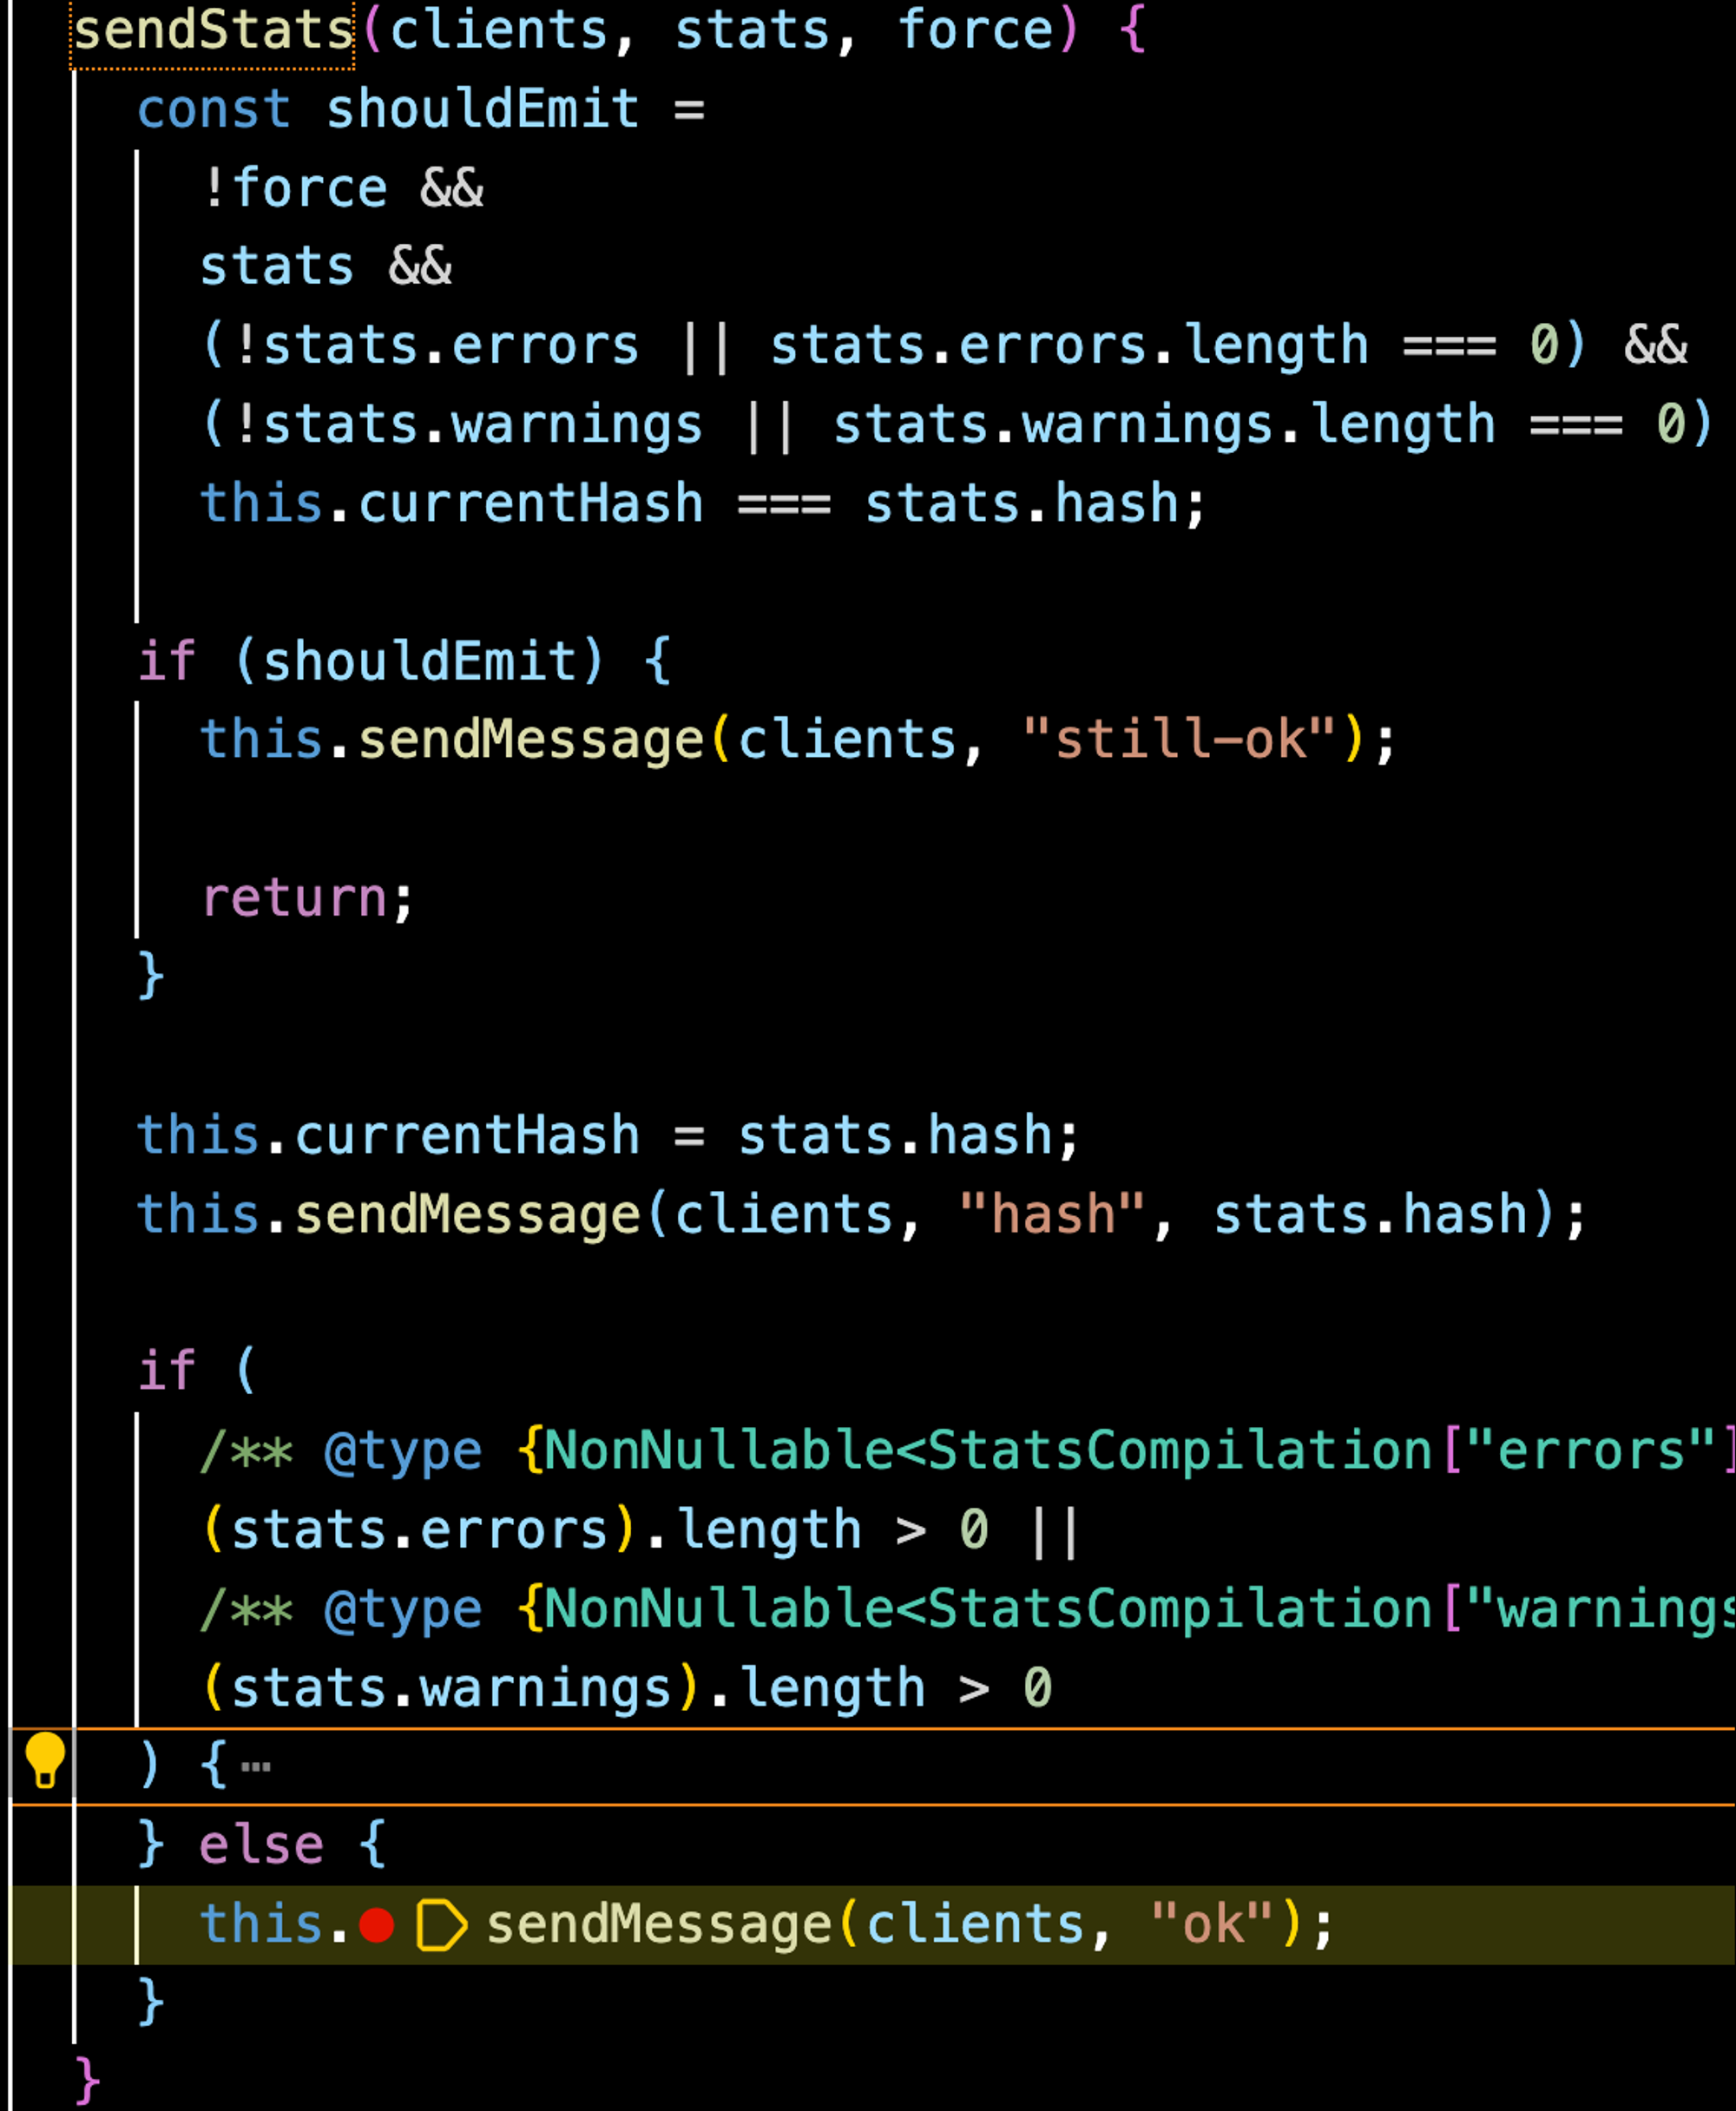 sendStats(clients, stats, force) {
const shouldEmit =
!force &&
stats &&
(!stats.errors || stats.errors.length === 0) &&
(!stats.warnings || stats.warnings.length === 0)
this.currentHash === stats.hash;
if (shouldEmit) {
this.sendMessage(clients, "still-ok");
return;
}
this.currentHash = stats.hash;
this.sendMessage(clients, "hash", stats.hash);
if (
/** @type {NonNullable<StatsCompilation["errors"]
(stats.errors).length > 0 ||
/** @type {NonNullable<StatsCompilation["warnings
(stats.warnings).length > 0
) {…
} else {
this.sendMessage(clients, "ok");
}
}